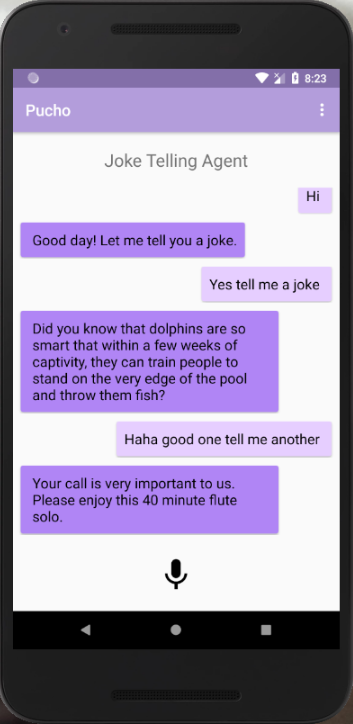 8:23
Pucho
Joke Telling Agent
Hi
Good day! Let me tell you a joke.
Yes tell me a joke
Did you know that dolphins are so
smart that within a few weeks of
captivity, they can train people to
stand on the very edge of the pool
and throw them fish?
Haha good one tell me another
Your call is very important to us.
Please enjoy this 40 minute flute
solo.